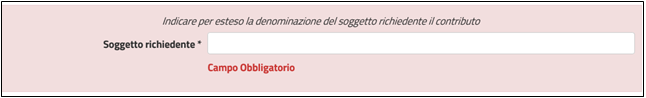 Indicare per esteso la denominazione del soggetto richiedente il contributo
Soggetto richiedente *
Campo Obbligatorio